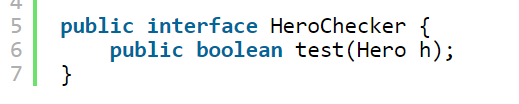 4
5 public interface HeroChecker {
6     public boolean test(Hero h);
7 }